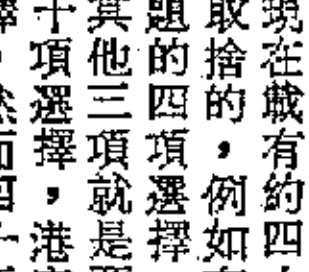 現在載有約四
取捨的，例如
題的四項選擇
其他三項就是
十項選擇，港